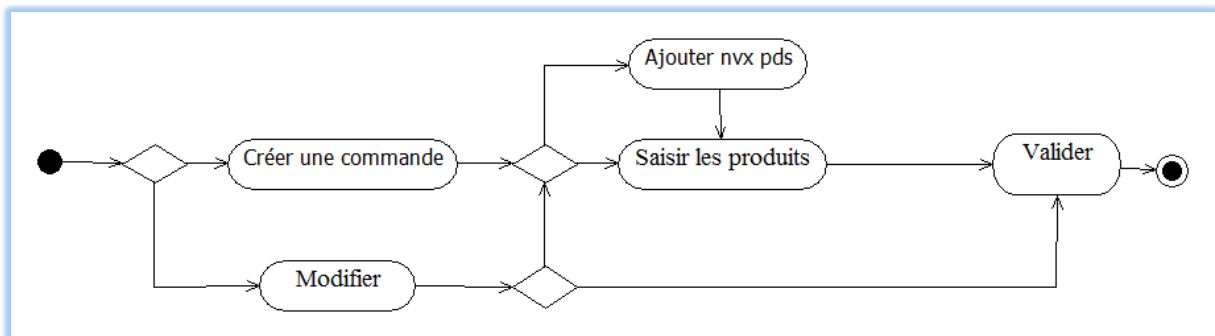 Ajouter nvx pds
Créer une commande
Saisir les produits
Valider
Modifier